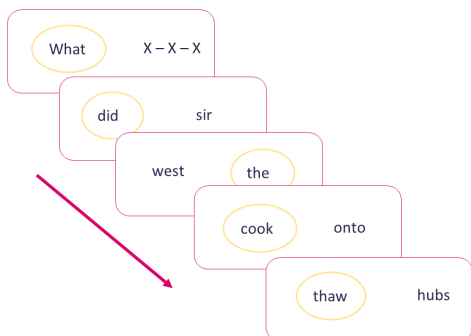 What X – X – X
did sir
west the
cook onto
thaw hubs